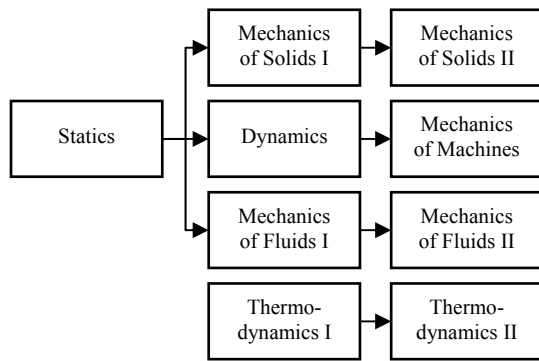 Statics
Mechanics
of Solids I
Mechanics
of Solids II
Dynamics
Mechanics
of Machines
Mechanics
of Fluids I
Mechanics
of Fluids II
Thermo-
dynamics I
Thermo-
dynamics II